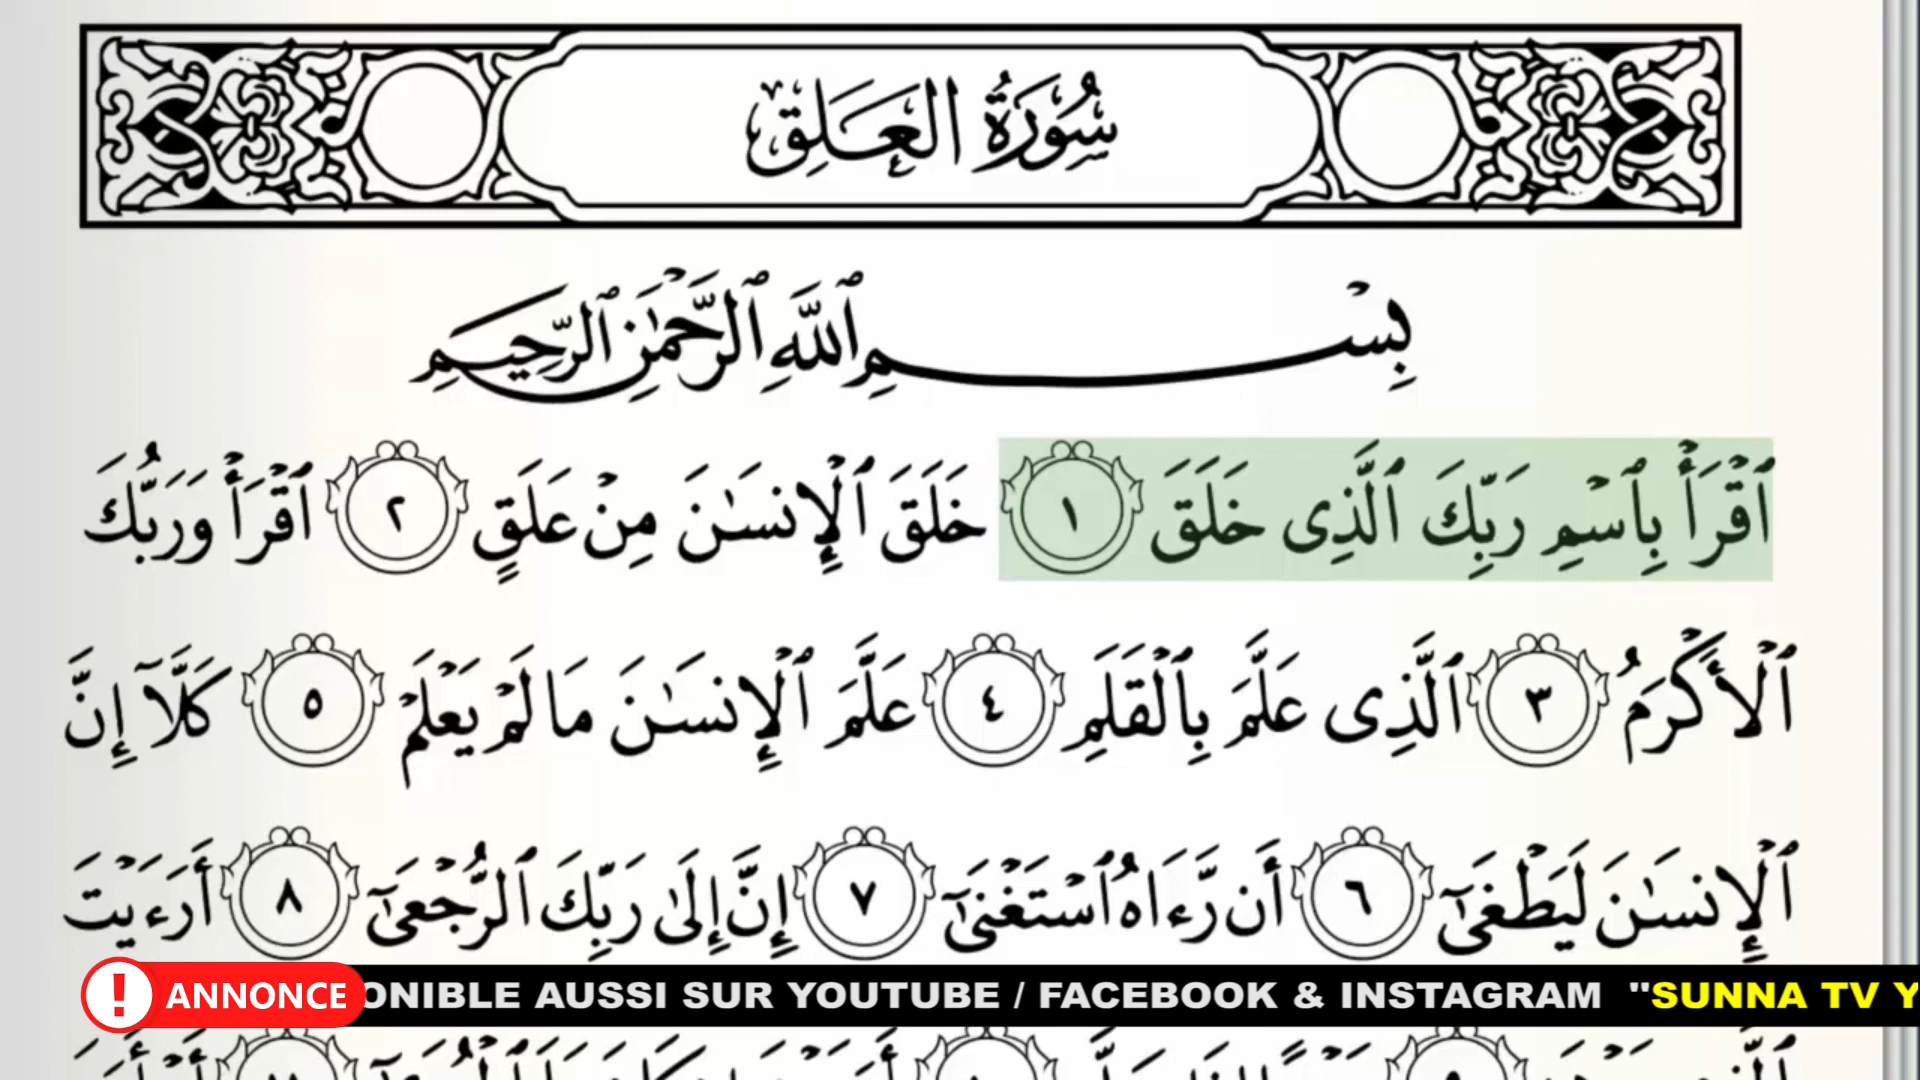 سُورَةُ العَلَقِ
بِسْمِ ٱللَّهِ ٱلرَّحْمَٰنِ ٱلرَّحِيمِ
ٱقْرَأْ بِٱسْمِ رَبِّكَ ٱلَّذِى خَلَقَ ١ خَلَقَ ٱلْإِنسَـٰنَ مِنْ عَلَقٍ ٢ ٱقْرَأْ وَرَبُّكَ
ٱلْأَكْرَمُ ٣ ٱلَّذِى عَلَّمَ بِٱلْقَلَمِ ٤ عَلَّمَ ٱلْإِنسَـٰنَ مَا لَمْ يَعْلَمْ ٥ كَلَّآ إِنَّ
ٱلْإِنسَـٰنَ لَيَطْغَىٰٓ ٦ أَن رَّءَاهُ ٱسْتَغْنَىٰٓ ٧ إِنَّ إِلَىٰ رَبِّكَ ٱلرُّجْعَىٰٓ ٨ أَرَءَيْتَ
! ANNONCE ONIBLE AUSSI SUR YOUTUBE / FACEBOOK & INSTAGRAM "SUNNA TV Y